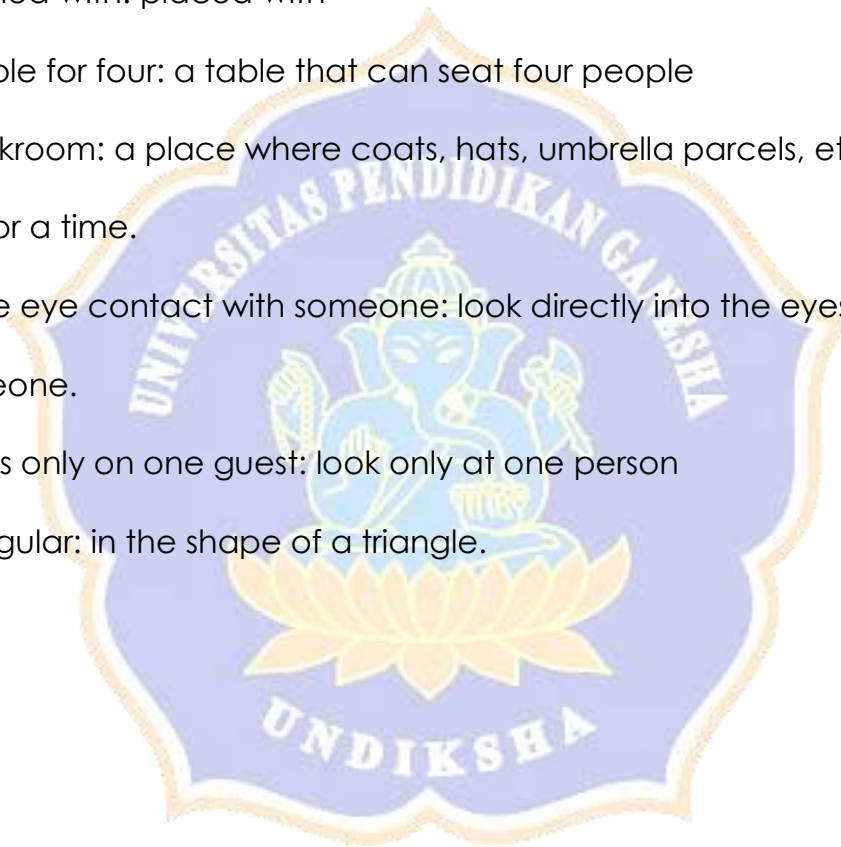 placed with
ble for four: a table that can seat four people
kroom: a place where coats, hats, umbrella parcels, et
or a time.
e eye contact with someone: look directly into the eyes
eone.
s only on one guest: look only at one person
gular: in the shape of a triangle.
UNIVERSITAS PENDIDIKAN GANESHA
UNDIKSHA